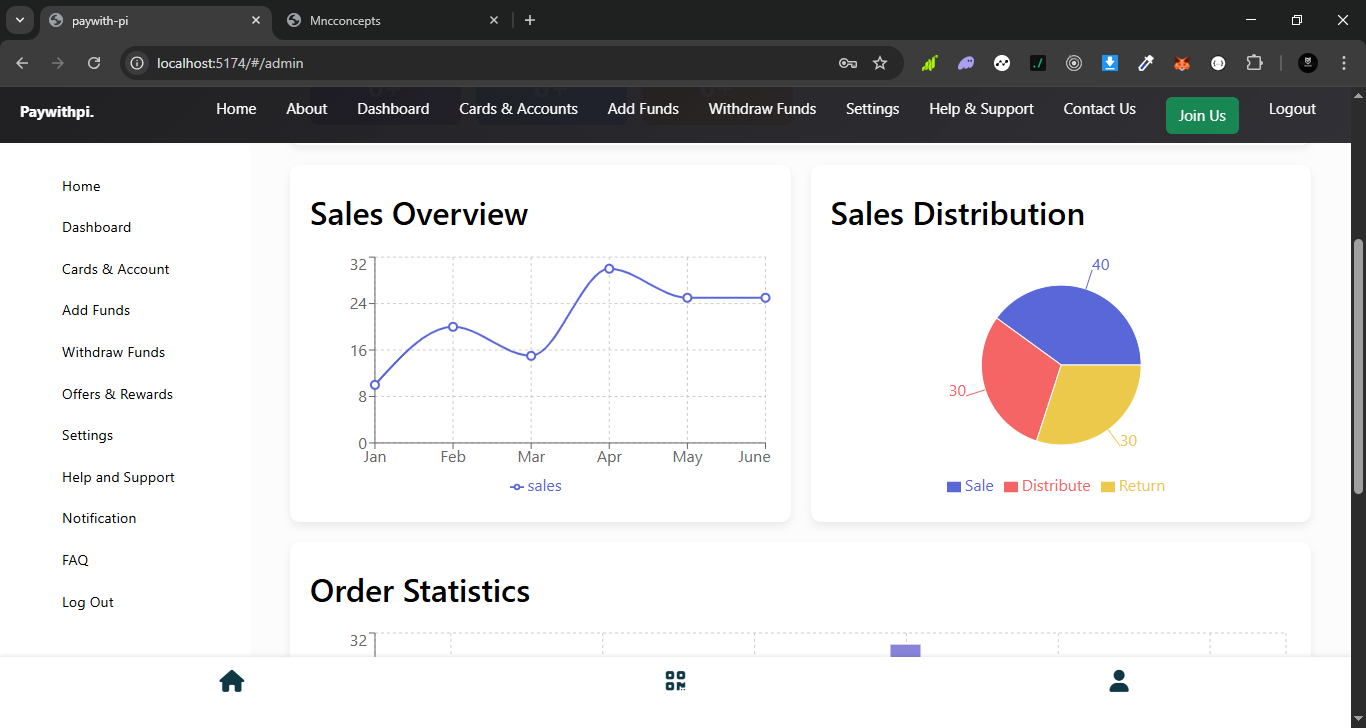 paywith-pi
Mncconcepts
localhost:5174/#/admin
Paywithpi.
Home About Dashboard Cards & Accounts Add Funds Withdraw Funds Settings Help & Support Contact Us Join Us Logout
Home
Dashboard
Cards & Account
Add Funds
Withdraw Funds
Offers & Rewards
Settings
Help and Support
Notification
FAQ
Log Out
Sales Overview
32
24
16
8
0
Jan Feb Mar Apr May June
sales
Sales Distribution
40
30
30
Sale Distribute Return
Order Statistics
32